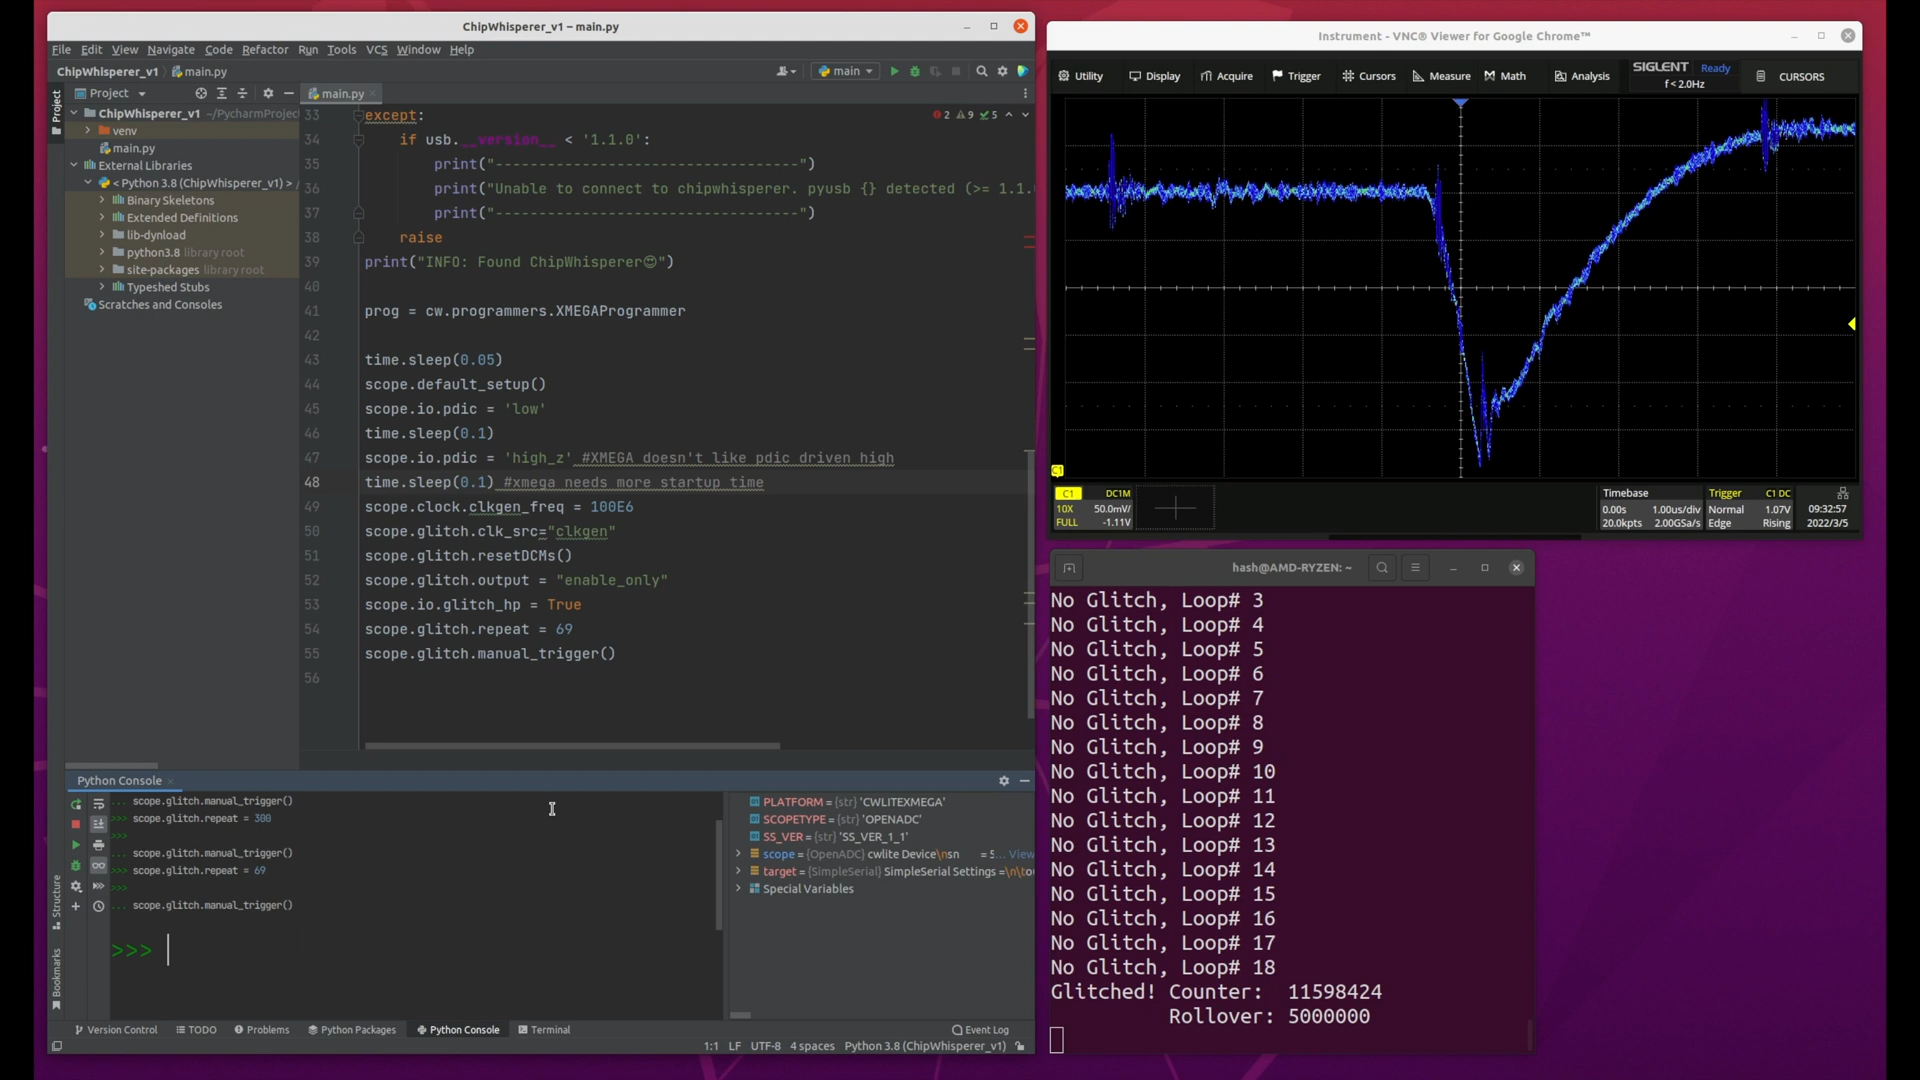 ChipWhisperer_v1 – main.py
File Edit View Navigate Code Refactor Run Tools VCS Window Help
ChipWhisperer_v1 main.py
main
Project
main.py
Project
ChipWhisperer_v1 ~/PycharmProjec
venv
main.py
External Libraries
< Python 3.8 (ChipWhisperer_v1) > /
Binary Skeletons
Extended Definitions
lib-dynload
python3.8 library root
site-packages library root
Typeshed Stubs
Scratches and Consoles
2 9 5
33 except:
34 if usb.__version__ < '1.1.0':
35 print("-----------------------------------")
36 print("Unable to connect to chipwhisperer. pyusb {} detected (>= 1.1.0
37 print("-----------------------------------")
38 raise
39 print("INFO: Found ChipWhisperer😍")
40
41 prog = cw.programmers.XMEGAProgrammer
42
43 time.sleep(0.05)
44 scope.default_setup()
45 scope.io.pdic = 'low'
46 time.sleep(0.1)
47 scope.io.pdic = 'high_z' #XMEGA doesn't like pdic driven high
48 time.sleep(0.1) #xmega needs more startup time
49 scope.clock.clkgen_freq = 100E6
50 scope.glitch.clk_src="clkgen"
51 scope.glitch.resetDCMs()
52 scope.glitch.output = "enable_only"
53 scope.io.glitch_hp = True
54 scope.glitch.repeat = 69
55 scope.glitch.manual_trigger()
56
Python Console
... scope.glitch.manual_trigger()
>>> scope.glitch.repeat = 300
>>>
... scope.glitch.manual_trigger()
>>> scope.glitch.repeat = 69
>>>
... scope.glitch.manual_trigger()
>>>
PLATFORM = {str} 'CWLITEXMEGA'
SCOPETYPE = {str} 'OPENADC'
SS_VER = {str} 'SS_VER_1_1'
scope = {OpenADC} cwlite Device\nsn = 5... View
target = {SimpleSerial} SimpleSerial Settings =\n\tou
Special Variables
Structure
Bookmarks
Version Control TODO Problems Python Packages Python Console Terminal Event Log
1:1 LF UTF-8 4 spaces Python 3.8 (ChipWhisperer_v1)
Instrument - VNC® Viewer for Google Chrome™
Utility Display Acquire Trigger Cursors Measure Math Analysis
SIGLENT Ready
f < 2.0Hz
CURSORS
C1
C1 DC1M
10X 50.0mV/
FULL -1.11V
Timebase
0.00s 1.00us/div
20.0kpts 2.00GSa/s
Trigger C1 DC
Normal 1.07V
Edge Rising
09:32:57
2022/3/5
hash@AMD-RYZEN: ~
No Glitch, Loop# 3
No Glitch, Loop# 4
No Glitch, Loop# 5
No Glitch, Loop# 6
No Glitch, Loop# 7
No Glitch, Loop# 8
No Glitch, Loop# 9
No Glitch, Loop# 10
No Glitch, Loop# 11
No Glitch, Loop# 12
No Glitch, Loop# 13
No Glitch, Loop# 14
No Glitch, Loop# 15
No Glitch, Loop# 16
No Glitch, Loop# 17
No Glitch, Loop# 18
Glitched! Counter: 11598424
Rollover: 5000000